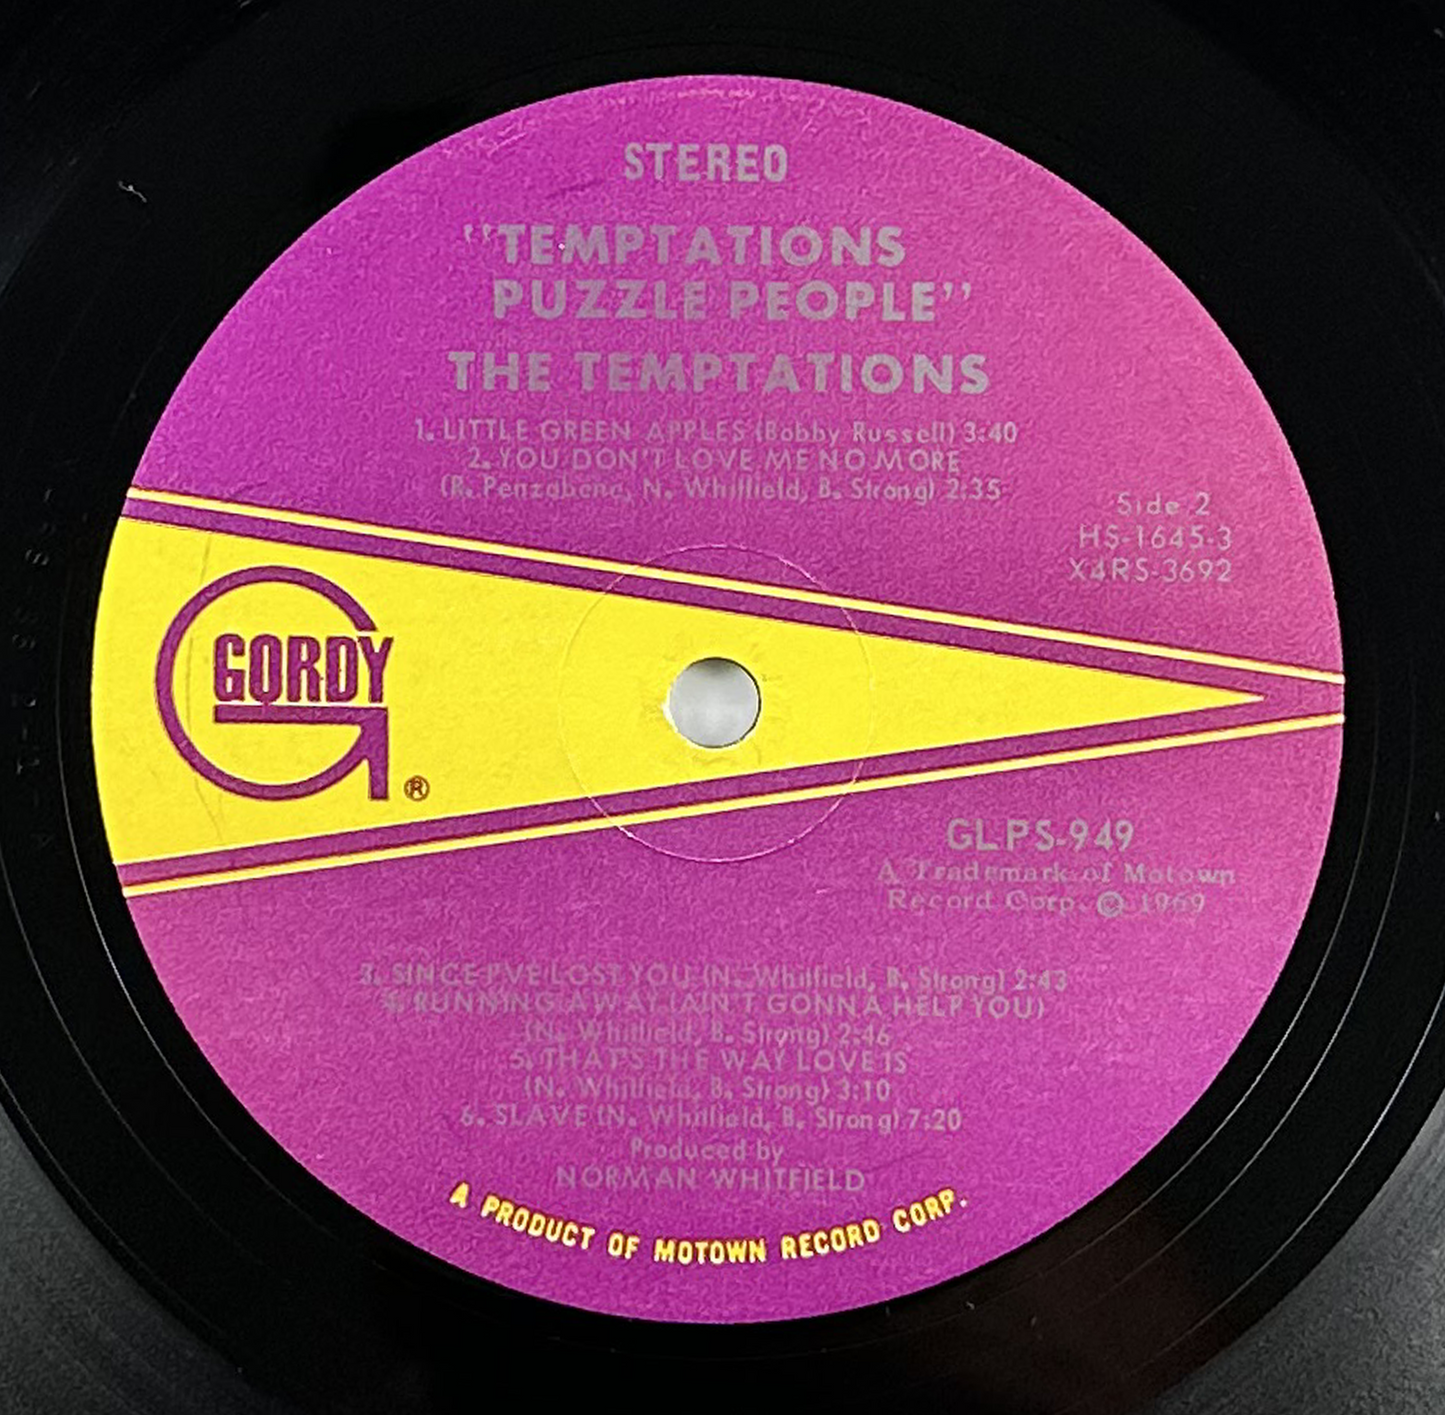 STEREO
"TEMPTATIONS
PUZZLE PEOPLE"
THE TEMPTATIONS
1. LITTLE GREEN APPLES (Bobby Russell) 3:40
2. YOU DON'T LOVE ME NO MORE
(R. Penzabene, N. Whitfield, B. Strong) 2:35
Side 2
HS-1645-3
X4RS-3692
GORDY
®
GLPS-949
A Trademark of Motown
Record Corp. © 1969
3. SINCE I'VE LOST YOU (N. Whitfield, B. Strong) 2:43
4. RUNNING AWAY (AIN'T GONNA HELP YOU)
(N. Whitfield, B. Strong) 2:46
5. THAT'S THE WAY LOVE IS
(N. Whitfield, B. Strong) 3:10
6. SLAVE (N. Whitfield, B. Strong) 7:20
Produced by
NORMAN WHITFIELD
A PRODUCT OF MOTOWN RECORD CORP.